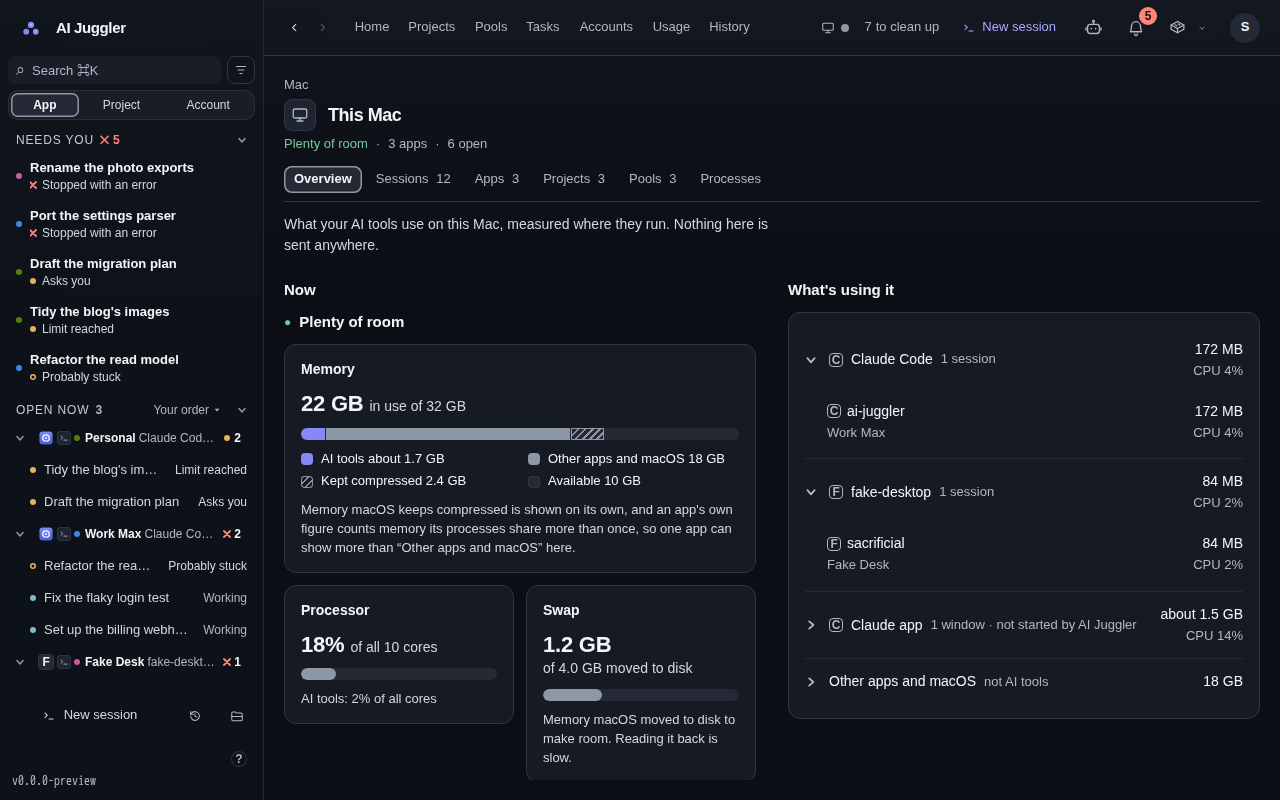 AI Juggler
Search ⌘K
App Project Account
NEEDS YOU 5
Rename the photo exports
Stopped with an error
Port the settings parser
Stopped with an error
Draft the migration plan
Asks you
Tidy the blog's images
Limit reached
Refactor the read model
Probably stuck
OPEN NOW 3 Your order
Personal Claude Cod… 2
Tidy the blog's im… Limit reached
Draft the migration plan Asks you
Work Max Claude Co… 2
Refactor the rea… Probably stuck
Fix the flaky login test Working
Set up the billing webh… Working
F Fake Desk fake-deskt… 1
New session
?
v0.0.0-preview
Home Projects Pools Tasks Accounts Usage History
7 to clean up
New session
5
S
Mac
This Mac
Plenty of room · 3 apps · 6 open
Overview Sessions 12 Apps 3 Projects 3 Pools 3 Processes
What your AI tools use on this Mac, measured where they run. Nothing here is
sent anywhere.
Now
Plenty of room
Memory
22 GB in use of 32 GB
AI tools about 1.7 GB Other apps and macOS 18 GB
Kept compressed 2.4 GB Available 10 GB
Memory macOS keeps compressed is shown on its own, and an app's own
figure counts memory its processes share more than once, so one app can
show more than “Other apps and macOS” here.
Processor
18% of all 10 cores
AI tools: 2% of all cores
Swap
1.2 GB
of 4.0 GB moved to disk
Memory macOS moved to disk to
make room. Reading it back is
slow.
What's using it
C Claude Code 1 session 172 MB
CPU 4%
C ai-juggler 172 MB
Work Max CPU 4%
F fake-desktop 1 session 84 MB
CPU 2%
F sacrificial 84 MB
Fake Desk CPU 2%
C Claude app 1 window · not started by AI Juggler about 1.5 GB
CPU 14%
Other apps and macOS not AI tools 18 GB